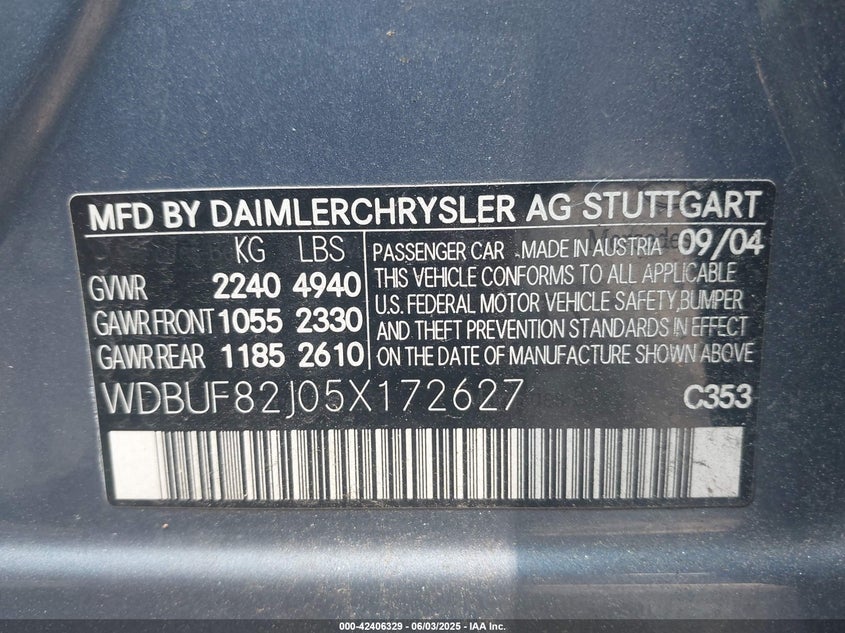 MFD BY DAIMLERCHRYSLER AG STUTTGART
KG LBS
GVWR 2240 4940
GAWR FRONT 1055 2330
GAWR REAR 1185 2610
PASSENGER CAR - MADE IN AUSTRIA 09/04
THIS VEHICLE CONFORMS TO ALL APPLICABLE
U.S. FEDERAL MOTOR VEHICLE SAFETY, BUMPER
AND THEFT PREVENTION STANDARDS IN EFFECT
ON THE DATE OF MANUFACTURE SHOWN ABOVE
WDBUF82J05X172627 C353
000-42406329 | 06/03/2025 | © IAA Inc.